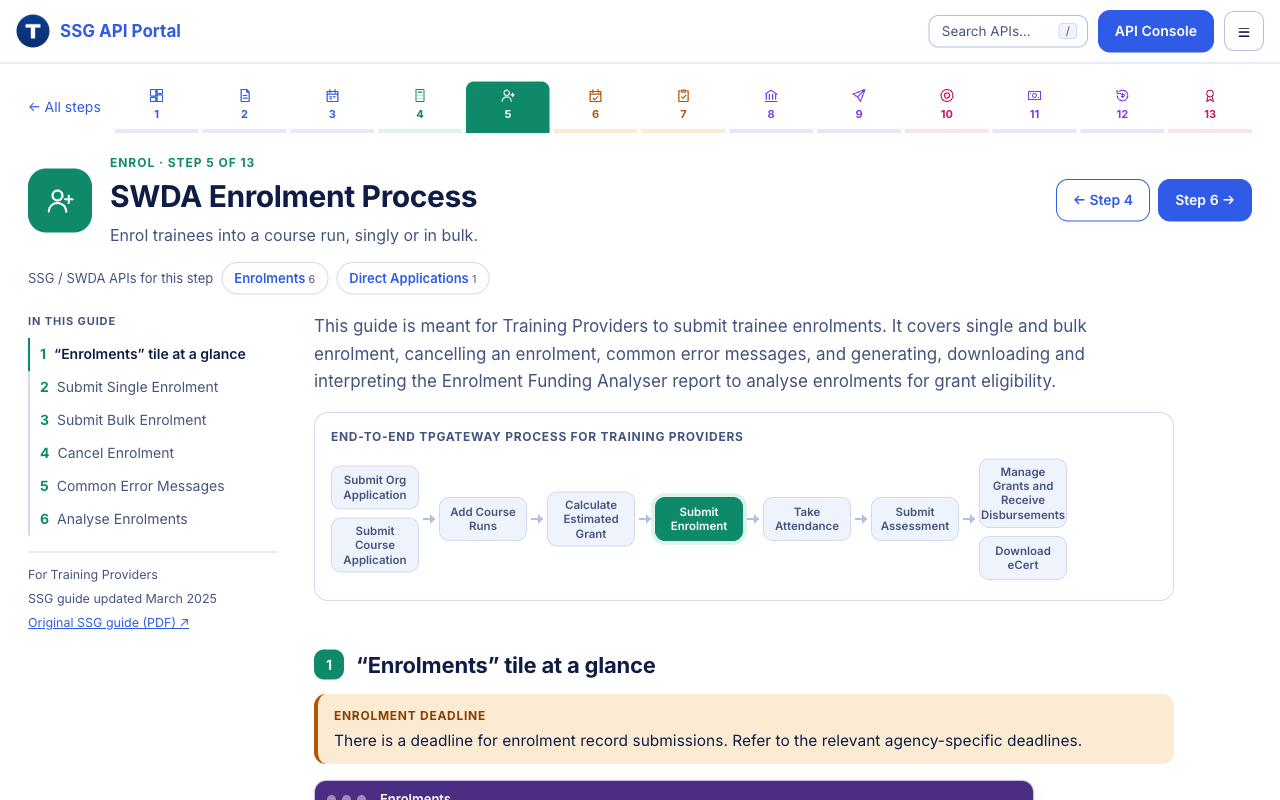 T SSG API Portal
Search APIs... /
API Console
← All steps
1 2 3 4 5 6 7 8 9 10 11 12 13
ENROL · STEP 5 OF 13
SWDA Enrolment Process
Enrol trainees into a course run, singly or in bulk.
← Step 4
Step 6 →
SSG / SWDA APIs for this step Enrolments 6 Direct Applications 1
IN THIS GUIDE
1 “Enrolments” tile at a glance
2 Submit Single Enrolment
3 Submit Bulk Enrolment
4 Cancel Enrolment
5 Common Error Messages
6 Analyse Enrolments
For Training Providers
SSG guide updated March 2025
Original SSG guide (PDF) ↗
This guide is meant for Training Providers to submit trainee enrolments. It covers single and bulk
enrolment, cancelling an enrolment, common error messages, and generating, downloading and
interpreting the Enrolment Funding Analyser report to analyse enrolments for grant eligibility.
END-TO-END TPGATEWAY PROCESS FOR TRAINING PROVIDERS
Submit Org
Application
Submit
Course
Application
Add Course
Runs
Calculate
Estimated
Grant
Submit
Enrolment
Take
Attendance
Submit
Assessment
Manage
Grants and
Receive
Disbursements
Download
eCert
1 “Enrolments” tile at a glance
ENROLMENT DEADLINE
There is a deadline for enrolment record submissions. Refer to the relevant agency-specific deadlines.
Enrolments